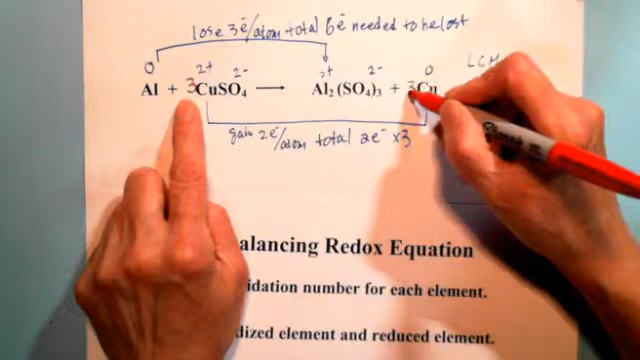 lose 3e⁻/atom total 6e⁻ needed to be lost
0 2+ 2- 3+ 2- 0 LCM
Al + 3CuSO₄ → Al₂(SO₄)₃ + 3Cu
gain 2e⁻/atom total 2e⁻ x3
alancing Redox Equation
idation number for each element.
dized element and reduced element.